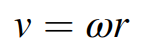 v = ωr